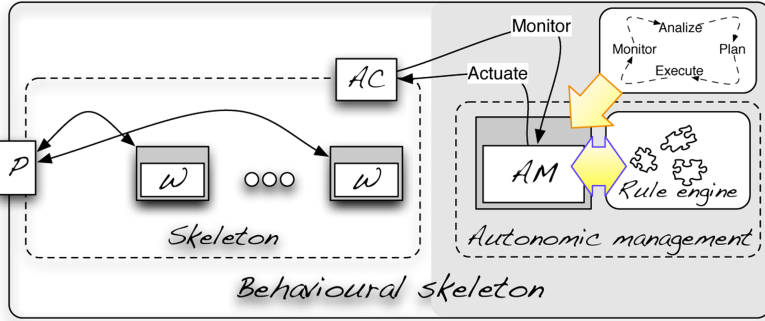 Monitor
Analize
Monitor
Plan
Execute
AC
Actuate
P
W
W
AM
Rule engine
Skeleton
Autonomic management
Behavioural skeleton